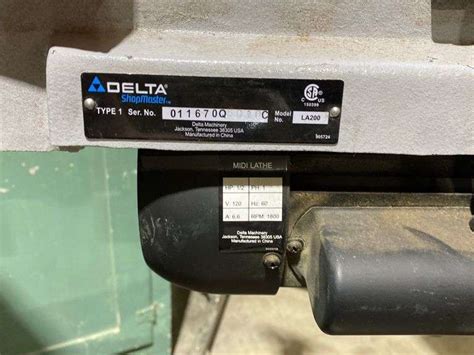 DELTA
ShopMaster
TYPE 1 Ser. No. 011670Q
Model No. LA200
C US
Delta Machinery
Jackson, Tennessee 38305 USA
Manufactured in China
MIDI LATHE
HP: 1/2 PH: 1
V: 120 Hz: 60
A: 6.6 RPM: 1800
Delta Machinery
Jackson, Tennessee 38305 USA
Manufactured in China